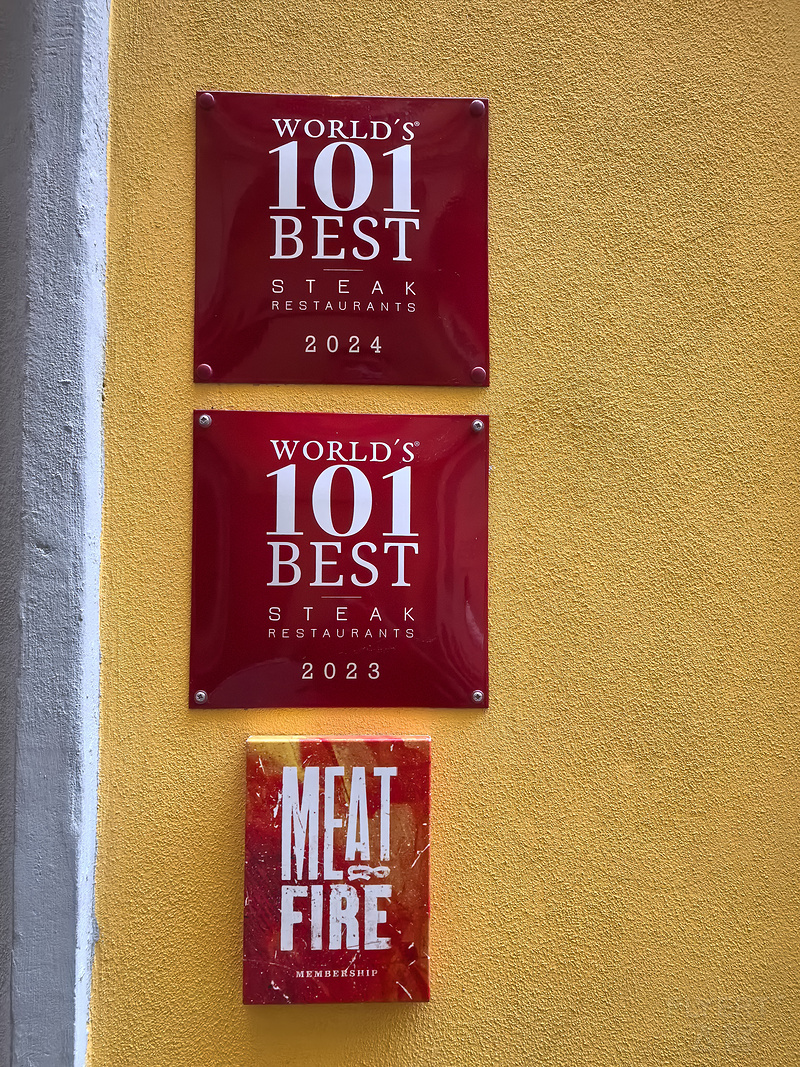 WORLD´S®
101
BEST
STEAK
RESTAURANTS
2024
WORLD´S®
101
BEST
STEAK
RESTAURANTS
2023
MEAT
FIRE
MEMBERSHIP